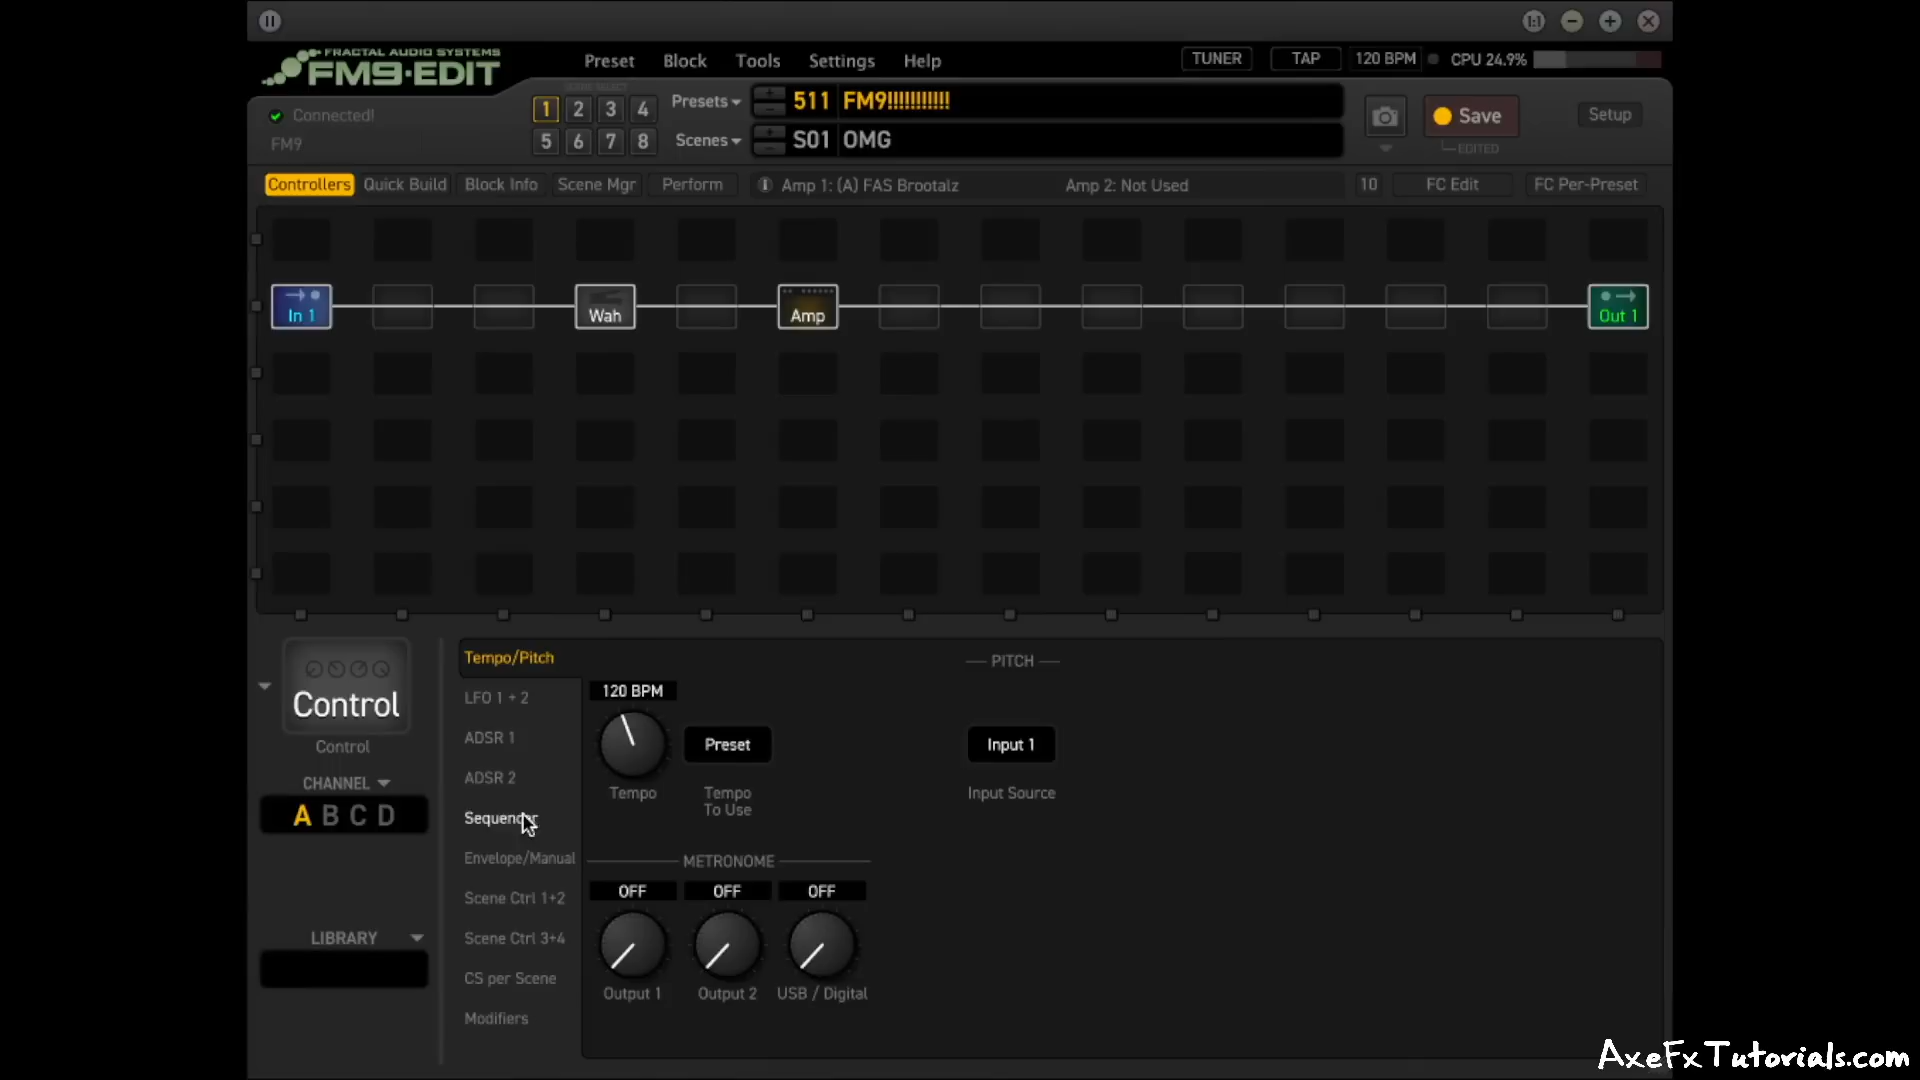 FRACTAL AUDIO SYSTEMS
FM9·EDIT
Preset Block Tools Settings Help
TUNER TAP 120 BPM CPU 24.9%
Connected!
FM9
1 2 3 4
5 6 7 8
Presets 511 FM9!!!!!!!!!!!
Scenes S01 OMG
Save
EDITED
Setup
Controllers Quick Build Block Info Scene Mgr Perform Amp 1: (A) FAS Brootalz Amp 2: Not Used 10 FC Edit FC Per-Preset
In 1 Wah Amp Out 1
Control
Control
CHANNEL
A B C D
LIBRARY
Tempo/Pitch
LFO 1 + 2
ADSR 1
ADSR 2
Sequencer
Envelope/Manual
Scene Ctrl 1+2
Scene Ctrl 3+4
CS per Scene
Modifiers
PITCH
120 BPM
Preset
Input 1
Tempo
Tempo To Use
Input Source
METRONOME
OFF OFF OFF
Output 1 Output 2 USB / Digital
AxeFxTutorials.com